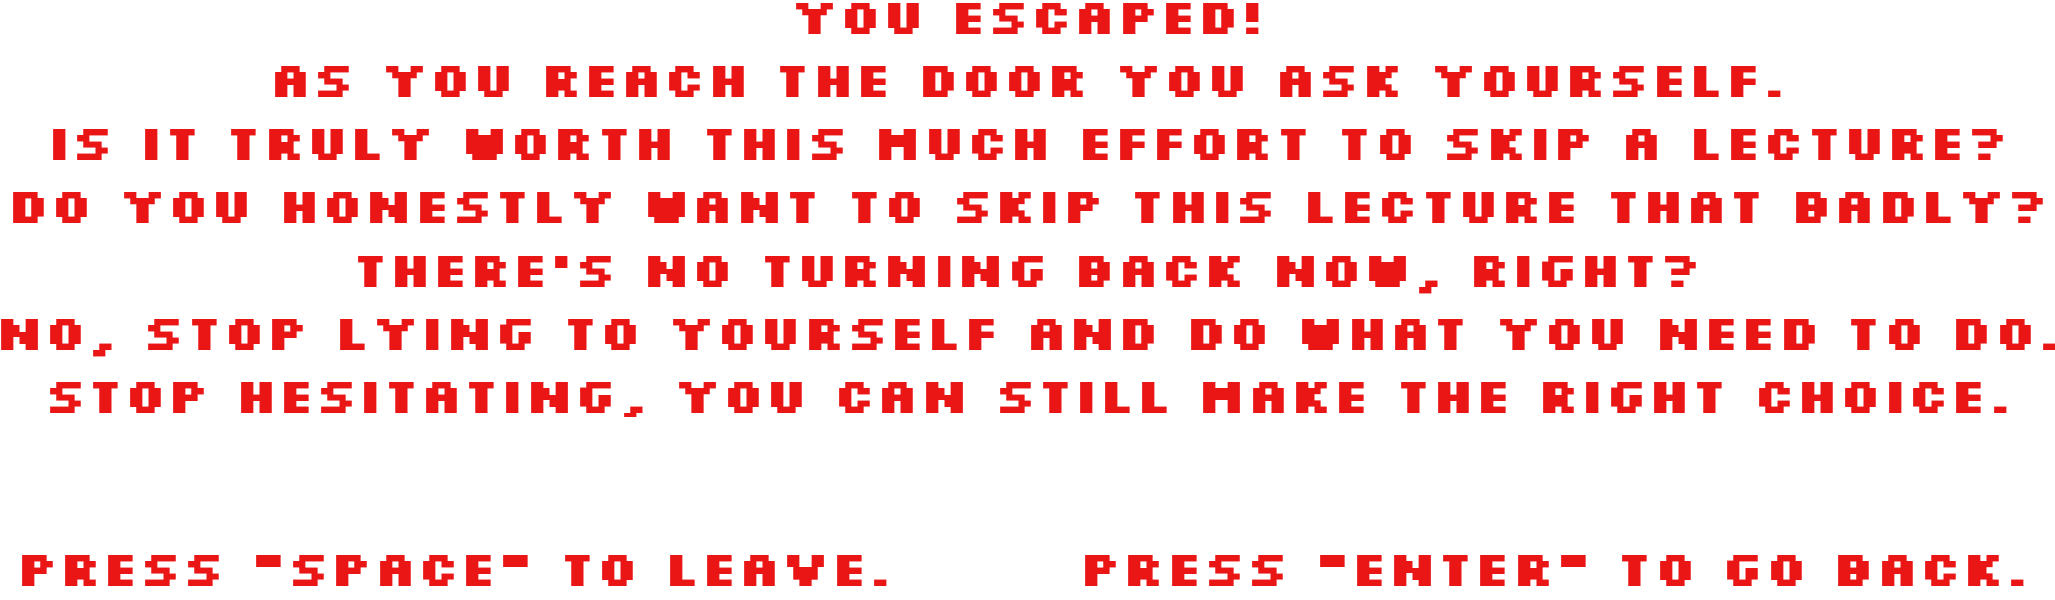 YOU ESCAPED!
AS YOU REACH THE DOOR YOU ASK YOURSELF.
IS IT TRULY WORTH THIS MUCH EFFORT TO SKIP A LECTURE?
DO YOU HONESTLY WANT TO SKIP THIS LECTURE THAT BADLY?
THERE'S NO TURNING BACK NOW, RIGHT?
NO, STOP LYING TO YOURSELF AND DO WHAT YOU NEED TO DO.
STOP HESITATING, YOU CAN STILL MAKE THE RIGHT CHOICE.
PRESS "SPACE" TO LEAVE. PRESS "ENTER" TO GO BACK.